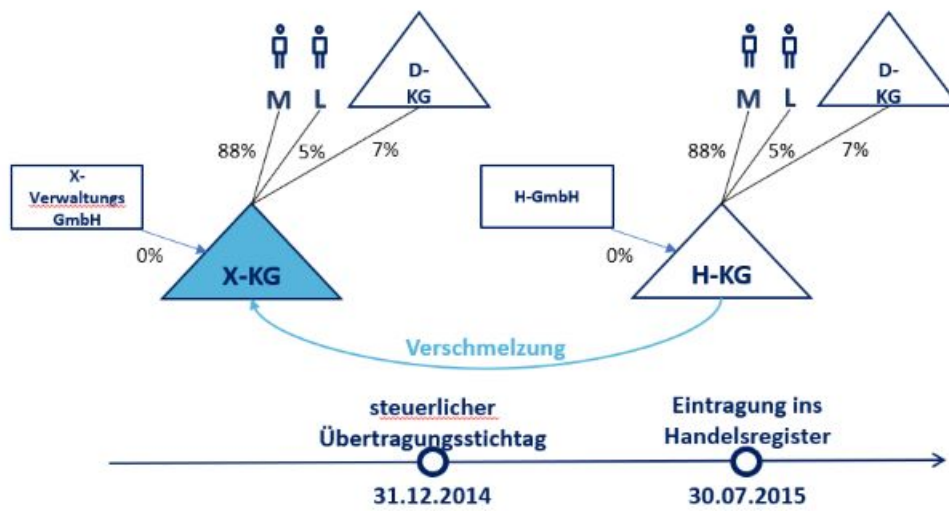 D-
KG
M L
88%
5%
7%
X-
Verwaltungs
GmbH
0%
X-KG
D-
KG
M L
88%
5%
7%
H-GmbH
0%
H-KG
Verschmelzung
steuerlicher
Übertragungsstichtag
Eintragung ins
Handelsregister
31.12.2014
30.07.2015